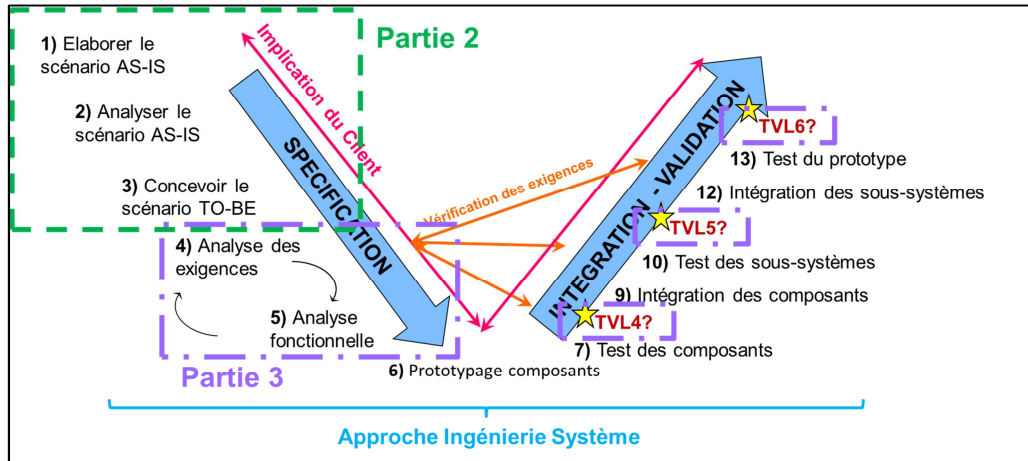 Partie 2
1) Elaborer le
scénario AS-IS
2) Analyser le
scénario AS-IS
3) Concevoir le
scénario TO-BE
4) Analyse des
exigences
5) Analyse
fonctionnelle
Partie 3
6) Prototypage composants
SPECIFICATION
Implication du Client
Vérification des exigences
INTEGRATION - VALIDATION
TVL6?
13) Test du prototype
12) Intégration des sous-systèmes
TVL5?
10) Test des sous-systèmes
9) Intégration des composants
TVL4?
7) Test des composants
Approche Ingénierie Système